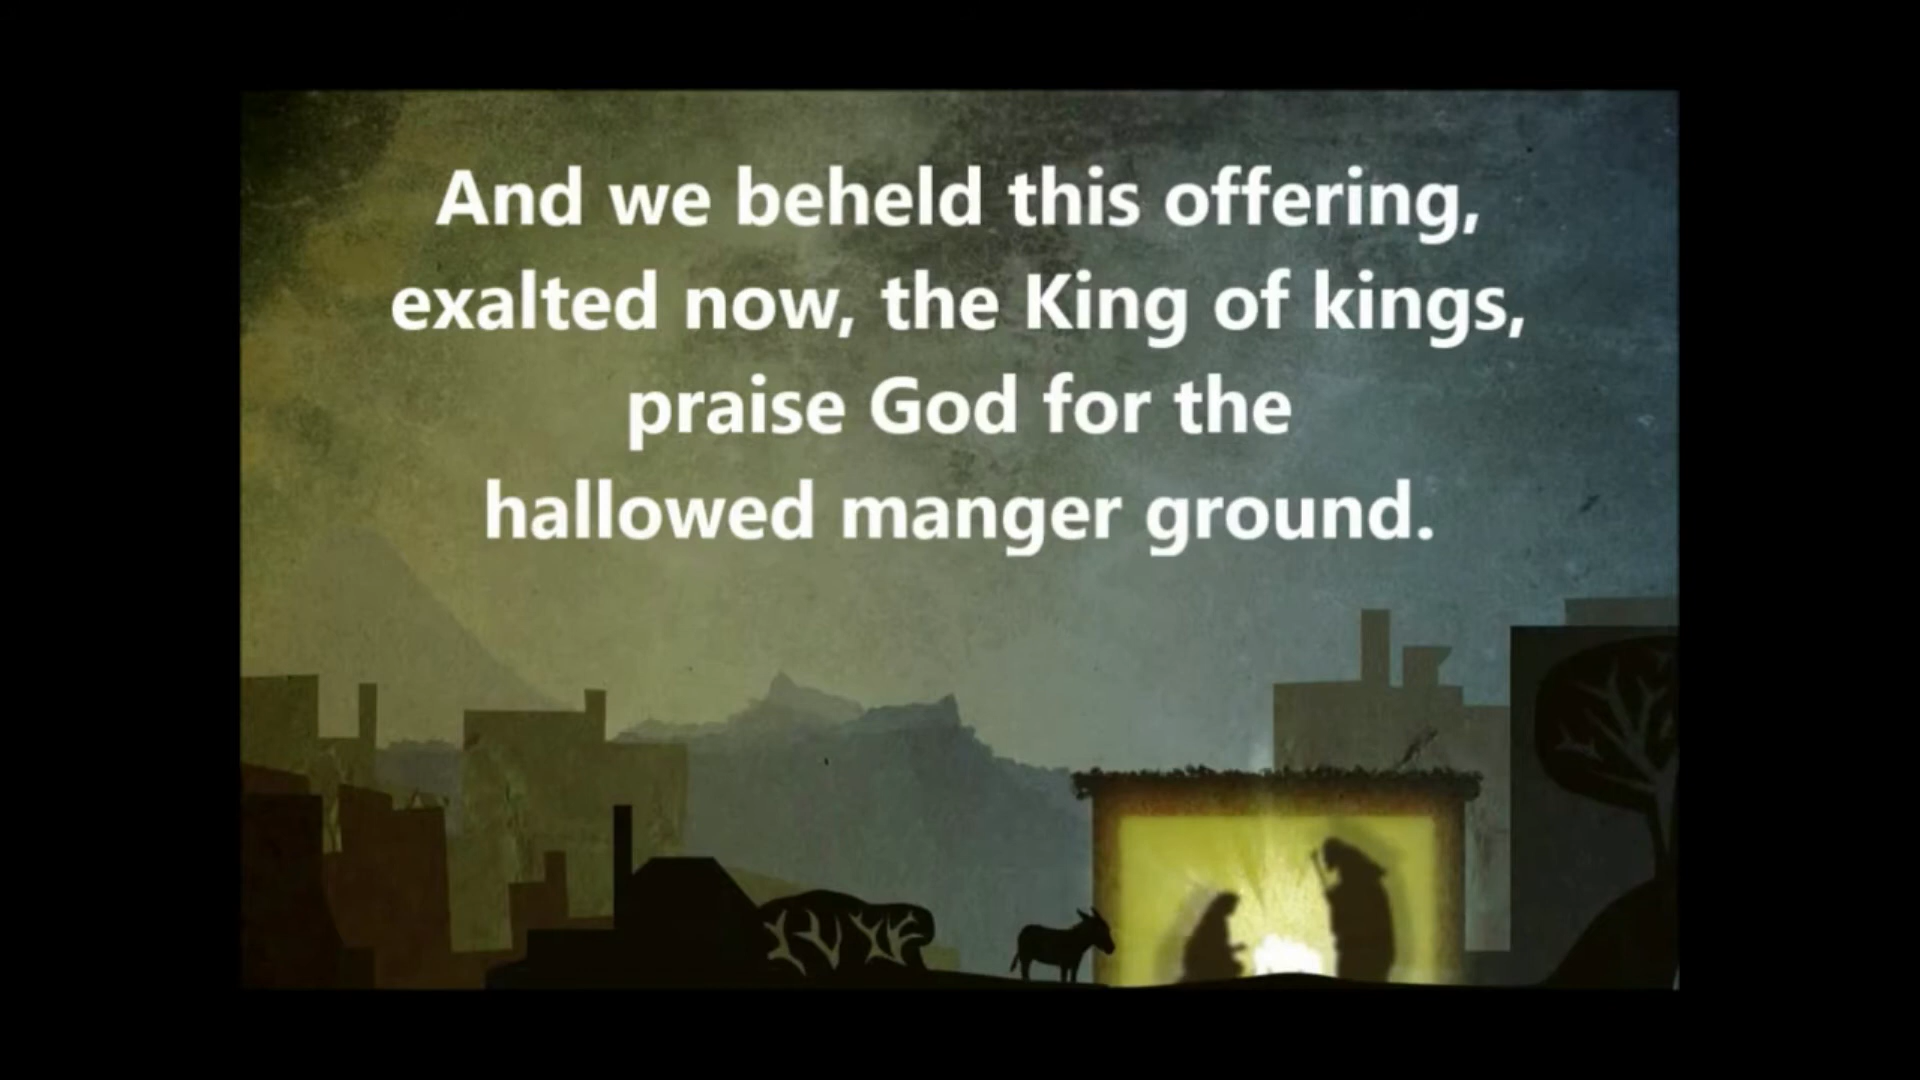 And we beheld this offering,
exalted now, the King of kings,
praise God for the
hallowed manger ground.